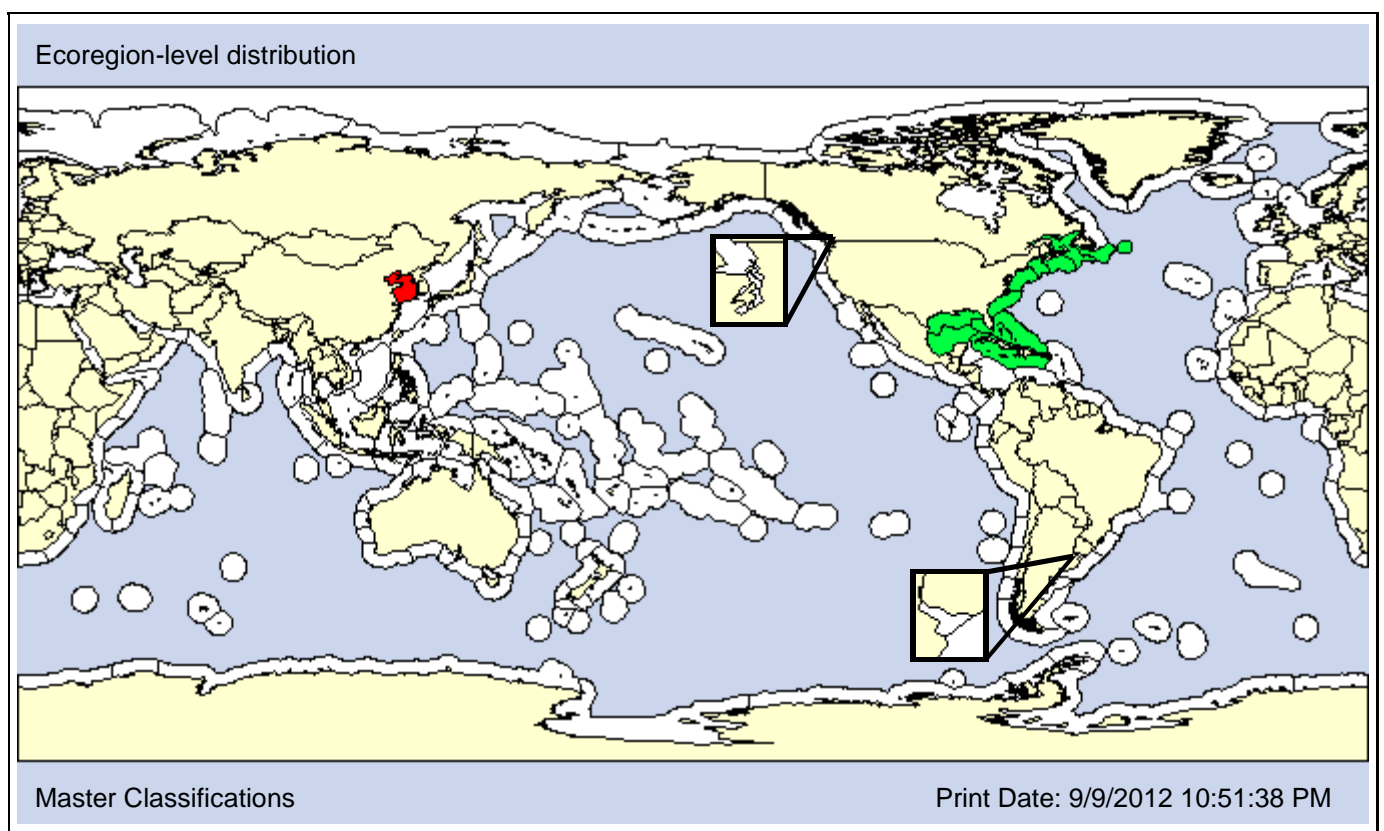 Ecoregion-level distribution
Master Classifications
Print Date: 9/9/2012 10:51:38 PM